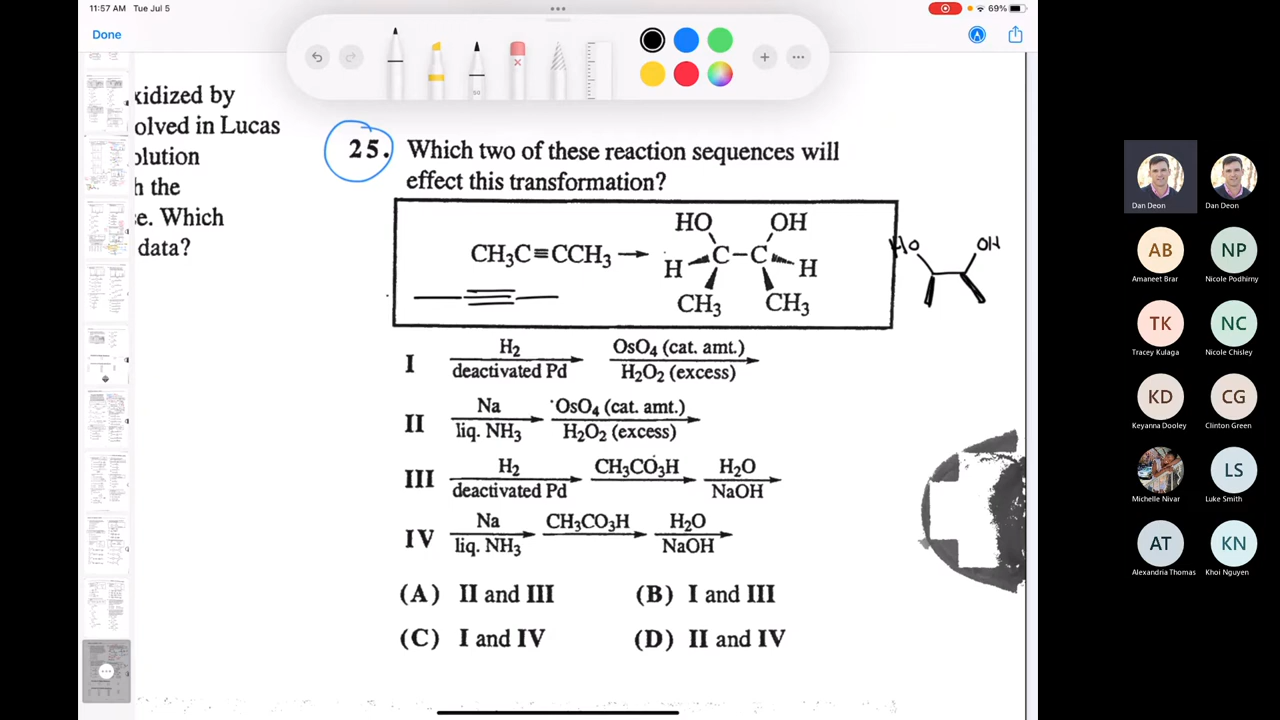 11:57 AM Tue Jul 5
69%
Done
xidized by
olved in Lucas
olution
h the
e. Which
data?
25. Which two of these reaction sequences will
effect this transformation?
CH₃C≡CCH₃ →
HO OH
C–C
H H
CH₃ CH₃
HO OH
I H₂ deactivated Pd OsO₄ (cat. amt.) H₂O₂ (excess)
II Na liq. NH₃ OsO₄ (cat. amt.) H₂O₂ (excess)
III H₂ deactivated Pd CH₃CO₃H H₂O NaOH
IV Na liq. NH₃ CH₃CO₃H H₂O NaOH
(A) II and III (B) I and III
(C) I and IV (D) II and IV
Dan Deon
Dan Deon
AB
Amaneet Brar
NP
Nicole Podhirny
TK
Tracey Kulaga
NC
Nicole Chisley
KD
Keyanna Dooley
CG
Clinton Green
Michelle Nivar
LS
Luke Smith
AT
Alexandria Thomas
KN
Khoi Nguyen